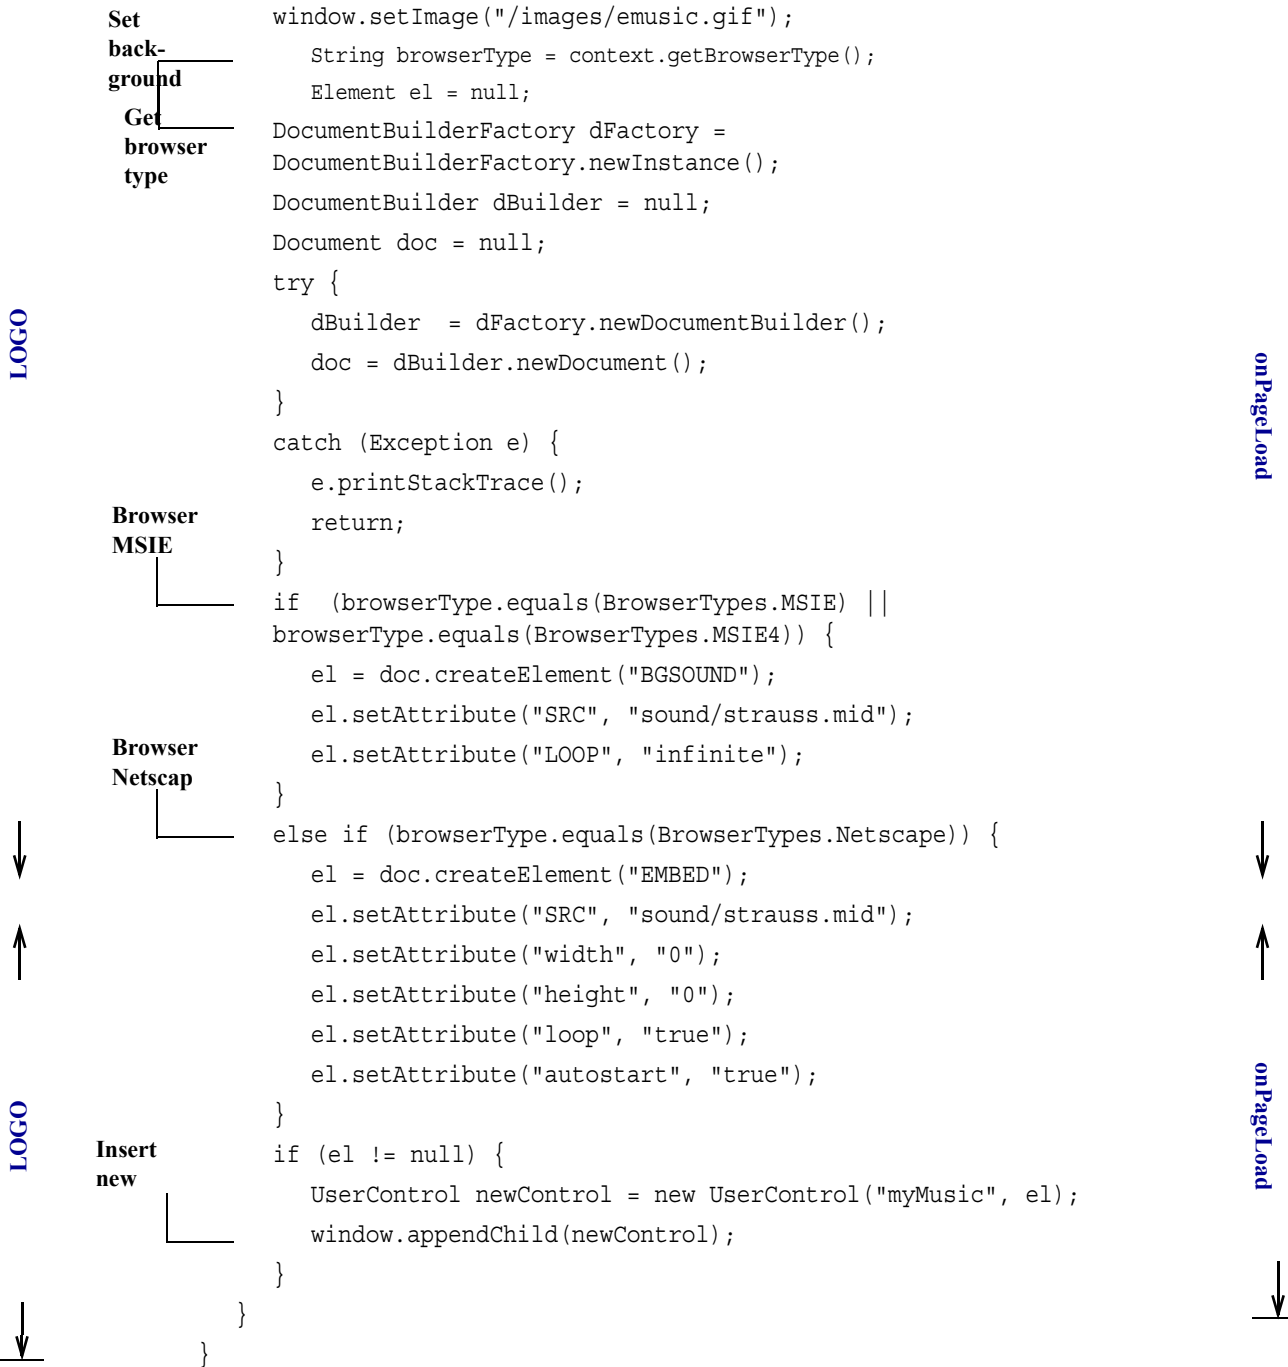 Set
back-
ground
Get
browser
type
window.setImage("/images/emusic.gif");
String browserType = context.getBrowserType();
Element el = null;
DocumentBuilderFactory dFactory =
DocumentBuilderFactory.newInstance();
DocumentBuilder dBuilder = null;
Document doc = null;
try {
dBuilder  = dFactory.newDocumentBuilder();
doc = dBuilder.newDocument();
}
catch (Exception e) {
e.printStackTrace();
return;
}
Browser
MSIE
if  (browserType.equals(BrowserTypes.MSIE) ||
browserType.equals(BrowserTypes.MSIE4)) {
el = doc.createElement("BGSOUND");
el.setAttribute("SRC", "sound/strauss.mid");
el.setAttribute("LOOP", "infinite");
}
Browser
Netscap
else if (browserType.equals(BrowserTypes.Netscape)) {
el = doc.createElement("EMBED");
el.setAttribute("SRC", "sound/strauss.mid");
el.setAttribute("width", "0");
el.setAttribute("height", "0");
el.setAttribute("loop", "true");
el.setAttribute("autostart", "true");
}
Insert
new
if (el != null) {
UserControl newControl = new UserControl("myMusic", el);
window.appendChild(newControl);
}
}
}
LOGO
LOGO
onPageLoad
onPageLoad